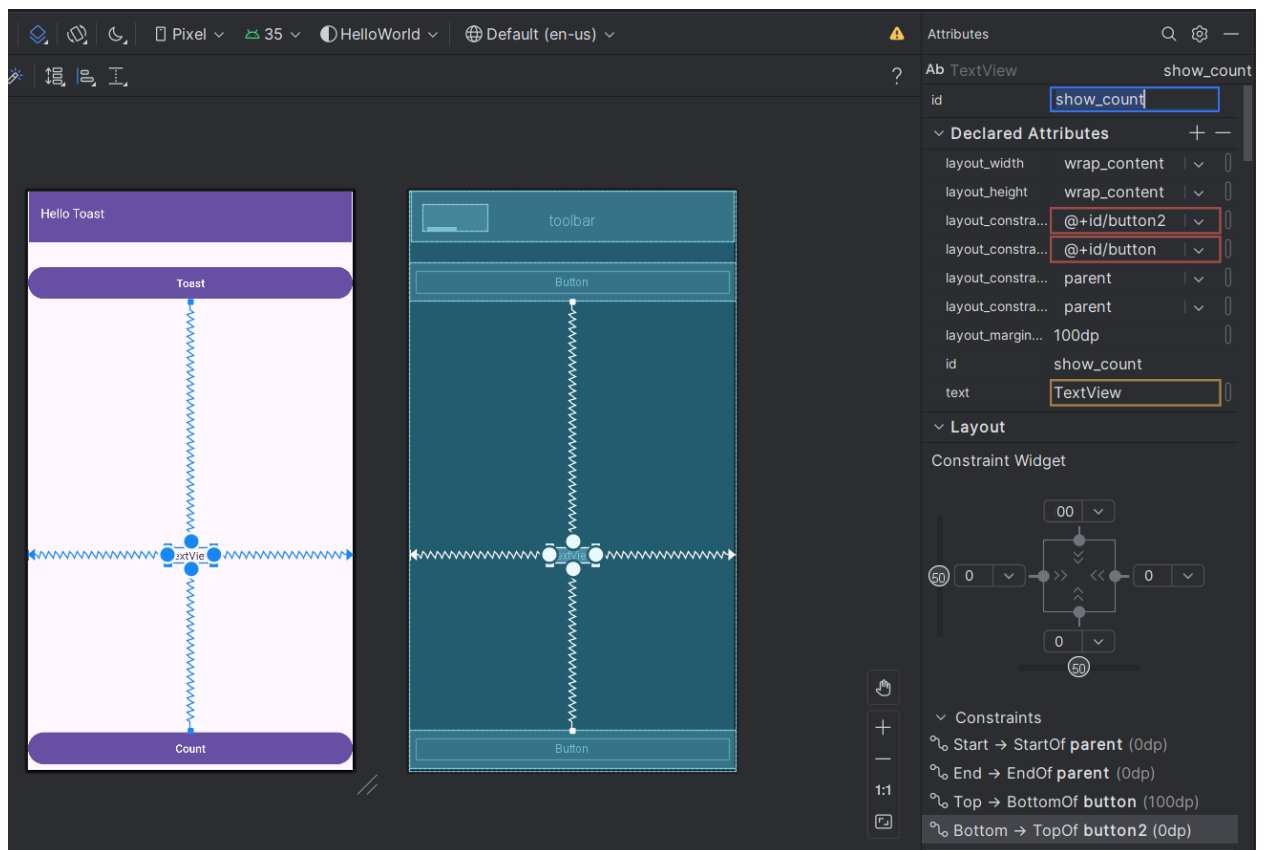 Pixel 35 HelloWorld Default (en-us) Attributes
? Ab TextView show_count
id show_count
Declared Attributes
layout_width wrap_content
layout_height wrap_content
layout_constra... @+id/button2
layout_constra... @+id/button
layout_constra... parent
layout_constra... parent
layout_margin... 100dp
id show_count
text TextView
Layout
Constraint Widget
00
50 0 0
0
50
Constraints
Start → StartOf parent (0dp)
End → EndOf parent (0dp)
Top → BottomOf button (100dp)
Bottom → TopOf button2 (0dp)
Hello Toast
Toast
extVie
Count
toolbar
Button
extVie
Button
1:1